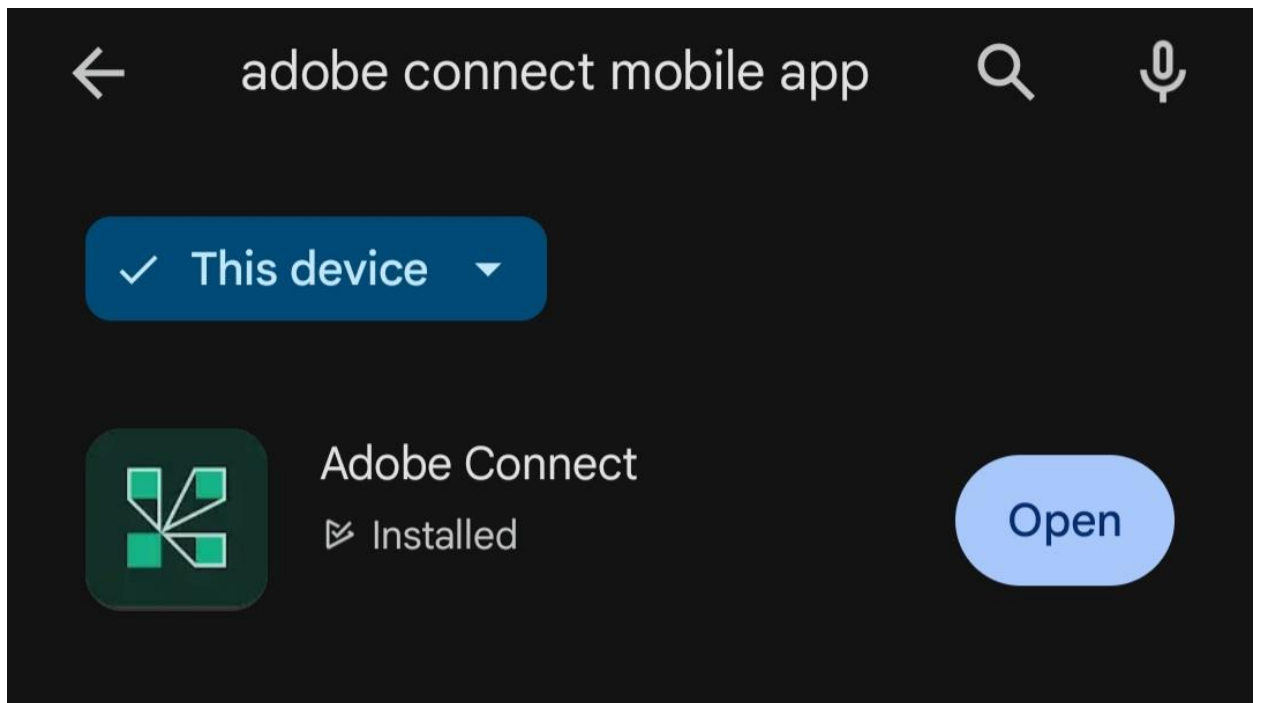 adobe connect mobile app
This device
Adobe Connect
Installed
Open